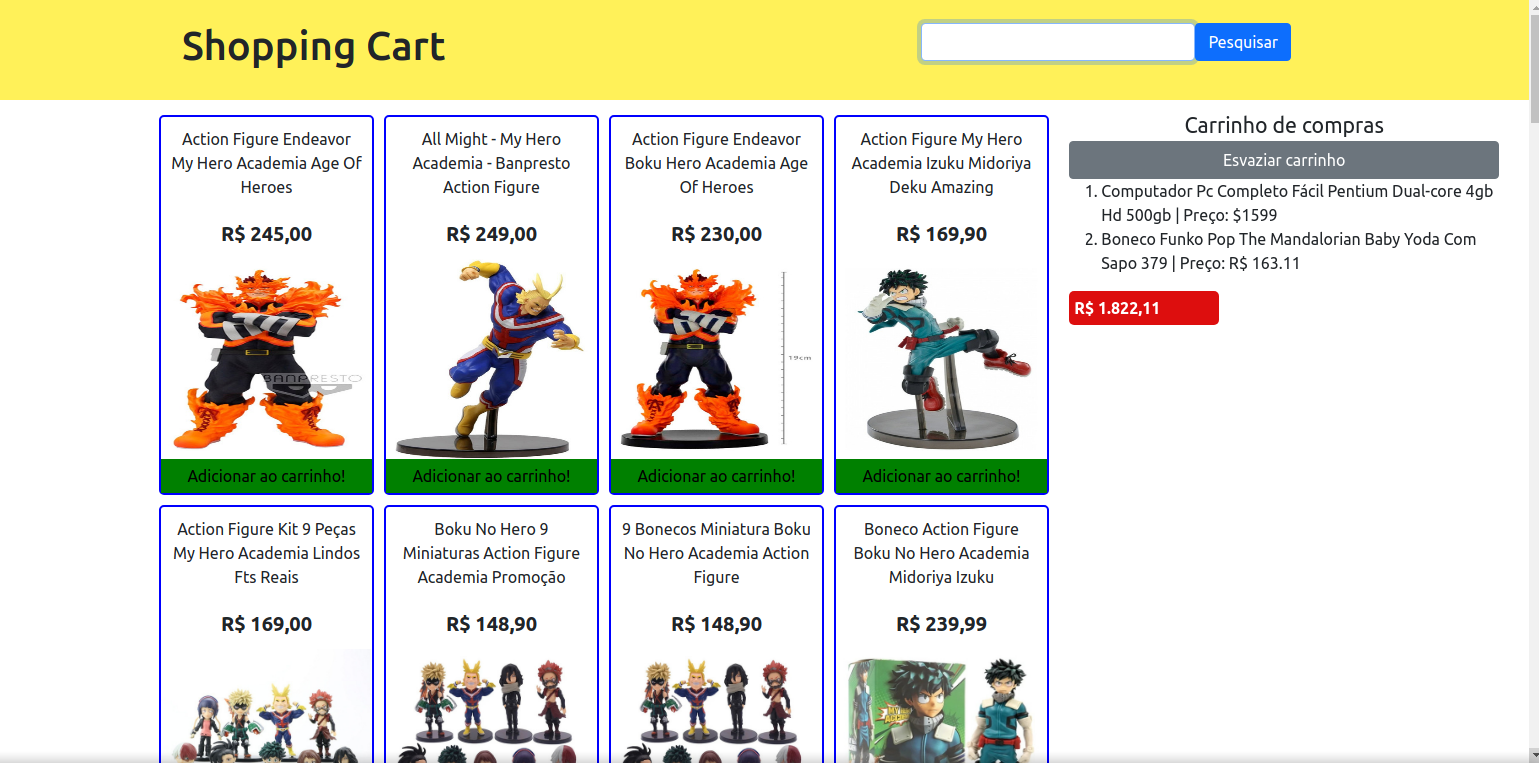 Shopping Cart
Pesquisar
Action Figure Endeavor
My Hero Academia Age Of
Heroes
R$ 245,00
BANPRESTO
Adicionar ao carrinho!
All Might - My Hero
Academia - Banpresto
Action Figure
R$ 249,00
Adicionar ao carrinho!
Action Figure Endeavor
Boku Hero Academia Age
Of Heroes
R$ 230,00
19cm
Adicionar ao carrinho!
Action Figure My Hero
Academia Izuku Midoriya
Deku Amazing
R$ 169,90
Adicionar ao carrinho!
Action Figure Kit 9 Peças
My Hero Academia Lindos
Fts Reais
R$ 169,00
Boku No Hero 9
Miniaturas Action Figure
Academia Promoção
R$ 148,90
9 Bonecos Miniatura Boku
No Hero Academia Action
Figure
R$ 148,90
Boneco Action Figure
Boku No Hero Academia
Midoriya Izuku
R$ 239,99
Carrinho de compras
Esvaziar carrinho
1. Computador Pc Completo Fácil Pentium Dual-core 4gb
Hd 500gb | Preço: $1599
2. Boneco Funko Pop The Mandalorian Baby Yoda Com
Sapo 379 | Preço: R$ 163.11
R$ 1.822,11